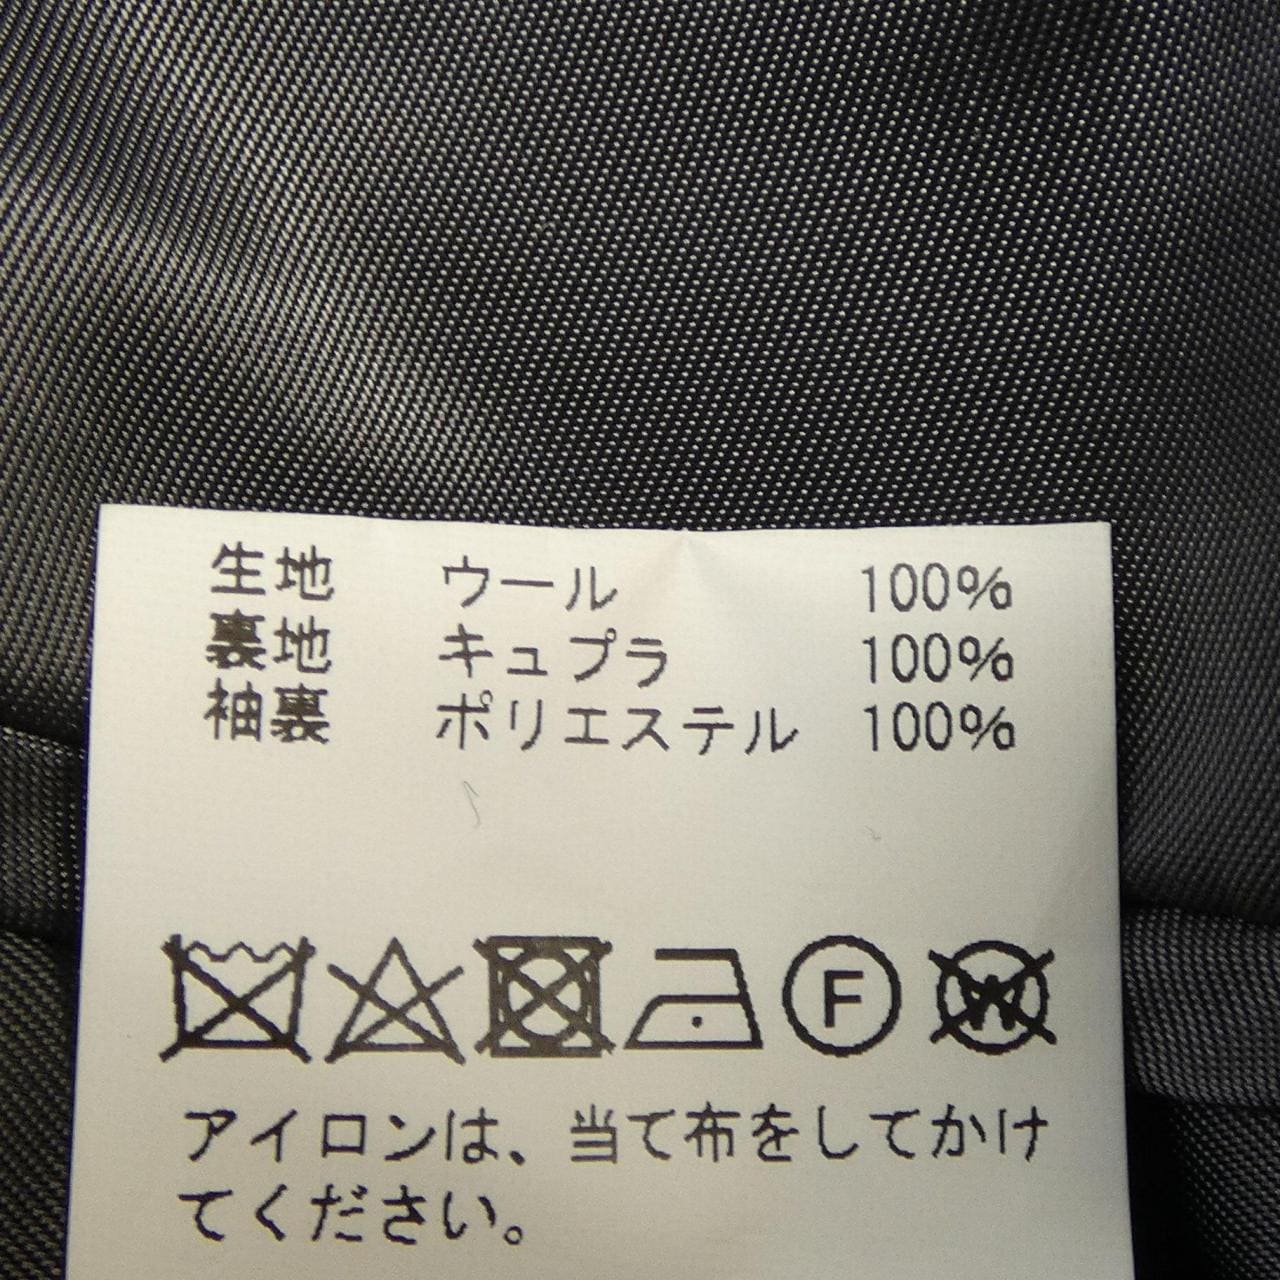 生地 ウール 100%
裏地 キュプラ 100%
袖裏 ポリエステル 100%
F W
アイロンは、当て布をしてかけ
てください。